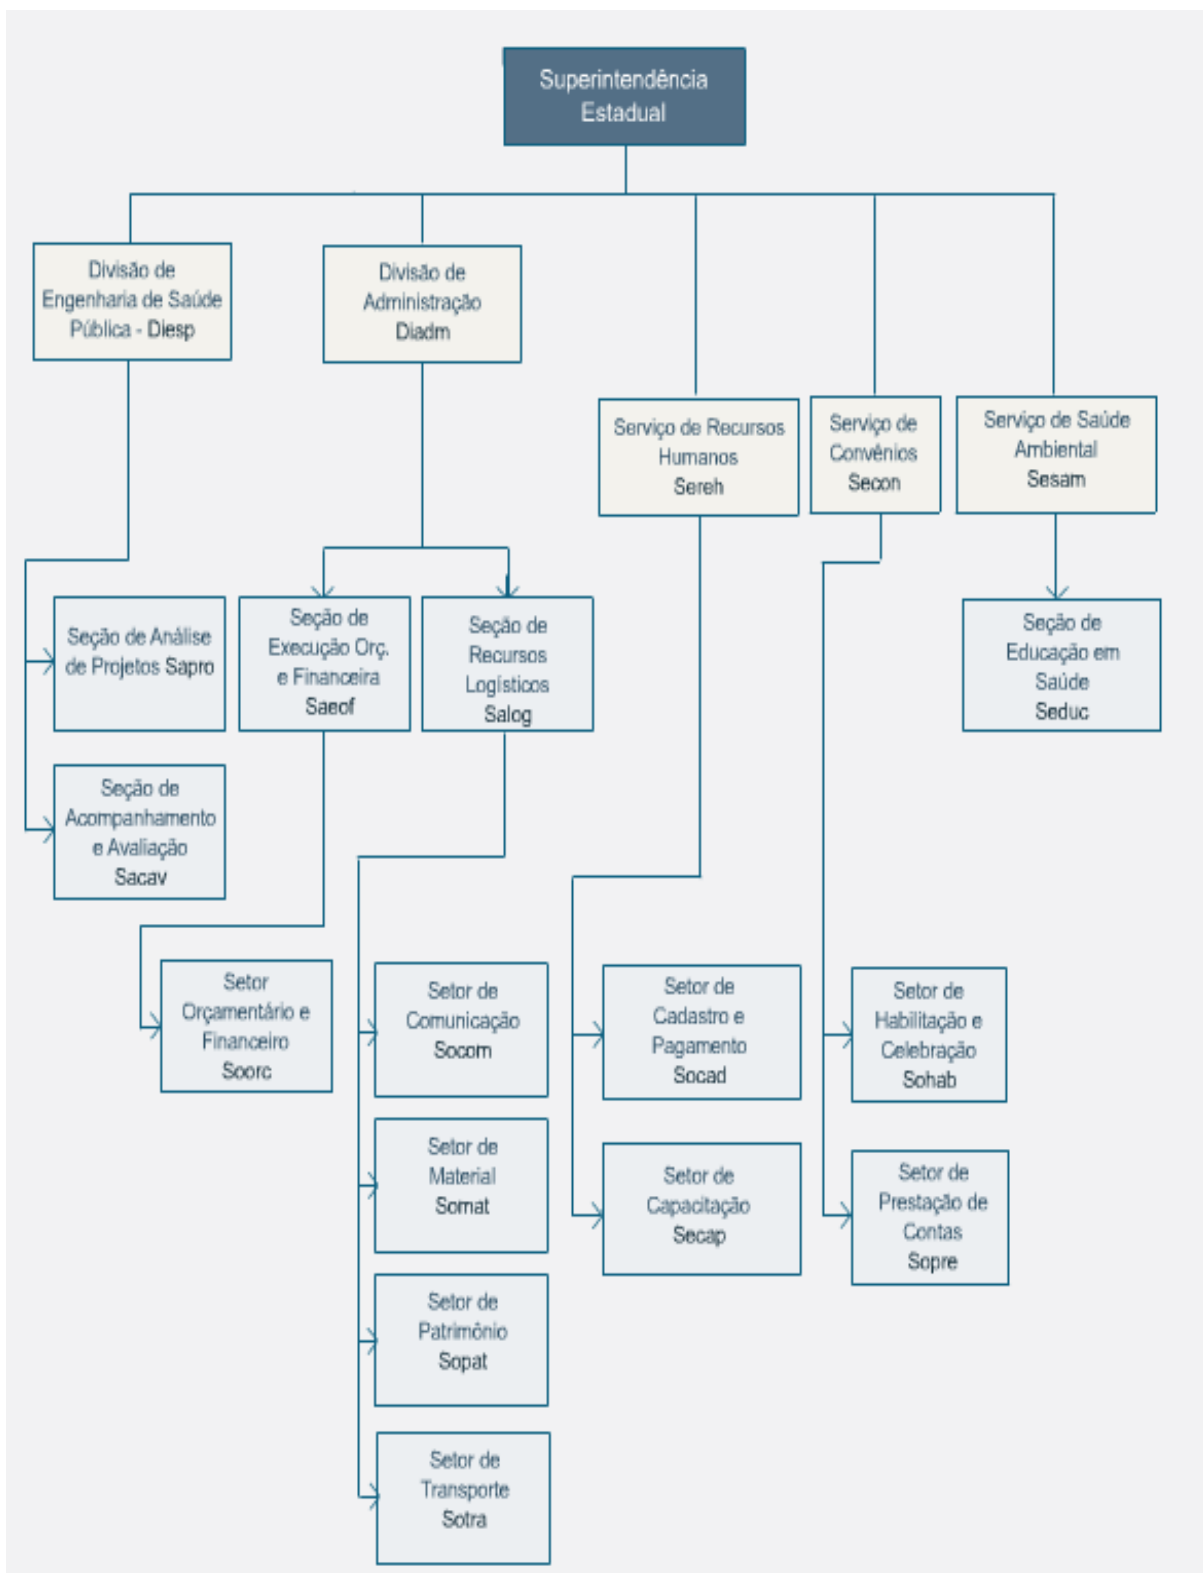 Superintendência
Estadual
Divisão de
Engenharia de Saúde
Pública - Diesp
Divisão de
Administração
Diadm
Serviço de Recursos
Humanos
Sereh
Serviço de
Convênios
Secon
Serviço de Saúde
Ambiental
Sesam
Seção de Análise
de Projetos Sapro
Seção de
Execução Orç.
e Financeira
Saeof
Seção de
Recursos
Logísticos
Salog
Seção de
Educação em
Saúde
Seduc
Seção de
Acompanhamento
e Avaliação
Sacav
Setor
Orçamentário e
Financeiro
Soorc
Setor de
Comunicação
Socom
Setor de
Cadastro e
Pagamento
Socad
Setor de
Habilitação e
Celebração
Sohab
Setor de
Material
Somat
Setor de
Capacitação
Secap
Setor de
Prestação de
Contas
Sopre
Setor de
Patrimônio
Sopat
Setor de
Transporte
Sotra